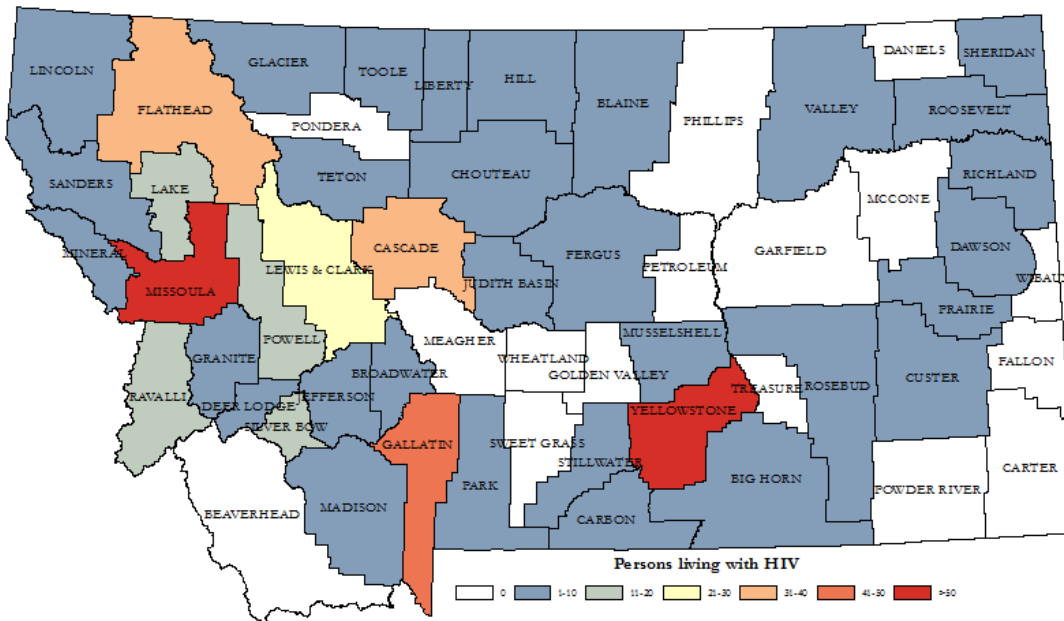 DANIELS
SHERIDAN
LINCOLN
GLACIER
TOOLE
LIBERTY
HILL
BLAINE
FLATHEAD
PHILLIPS
VALLEY
ROOSEVELT
PONDERA
SANDERS
LAKE
TETON
CHOUTEAU
RICHLAND
MCCONE
MINERAL
LEWIS & CLARK
CASCADE
FERGUS
GARFIELD
DAWSON
MISSOULA
JUDITH BASIN
PETROLEUM
WIBAUX
PRAIRIE
POWELL
MEAGHER
MUSSELSHELL
GRANITE
WHEATLAND
FALLON
BROADWATER
GOLDEN VALLEY
CUSTER
RAVALLI
JEFFERSON
TREASURE
ROSEBUD
DEER LODGE
YELLOWSTONE
SILVER BOW
GALLATIN
SWEET GRASS
STILLWATER
CARTER
MADISON
PARK
BIG HORN
POWDER RIVER
BEAVERHEAD
CARBON
Persons living with HIV
0 1-10 11-20 21-30 31-40 41-50 >50